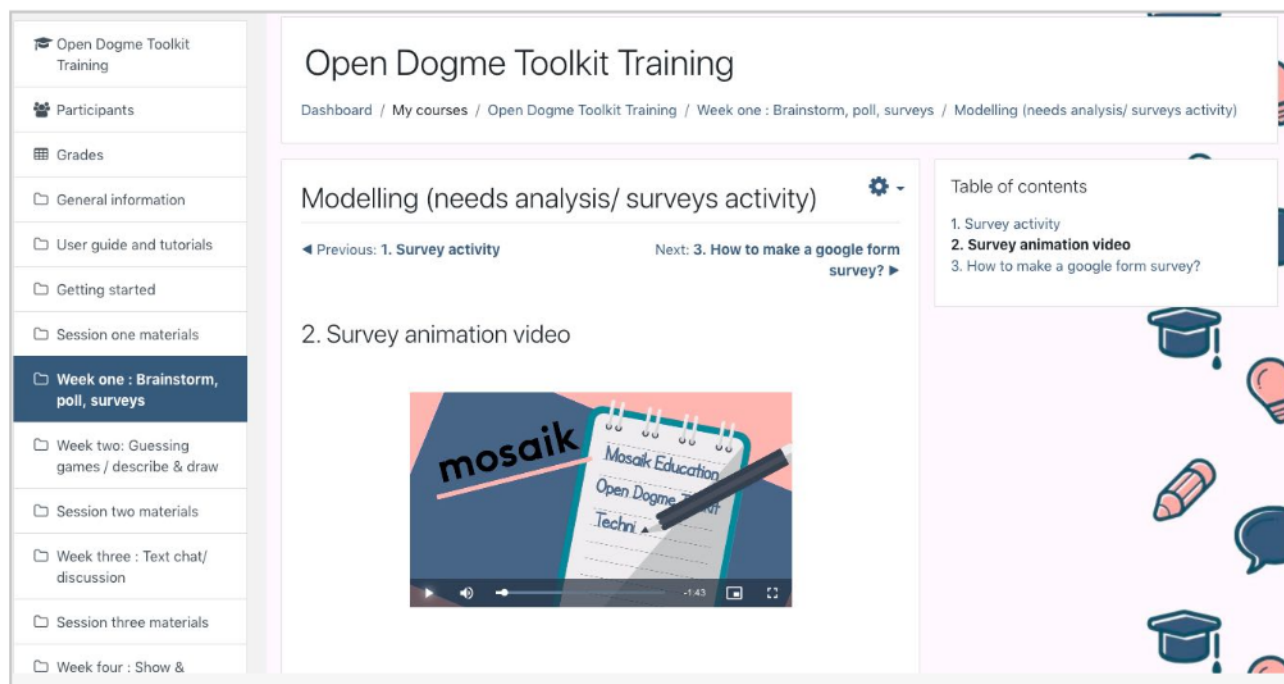 Open Dogme Toolkit
Training
Participants
Grades
General information
User guide and tutorials
Getting started
Session one materials
Week one : Brainstorm,
poll, surveys
Week two: Guessing
games / describe & draw
Session two materials
Week three : Text chat/
discussion
Session three materials
Week four : Show &
Open Dogme Toolkit Training
Dashboard / My courses / Open Dogme Toolkit Training / Week one : Brainstorm, poll, surveys / Modelling (needs analysis/ surveys activity)
Modelling (needs analysis/ surveys activity)
◄ Previous: 1. Survey activity
Next: 3. How to make a google form
survey? ►
2. Survey animation video
mosaik
Mosaik Education
Open Dogme
Techni
-1:43
Table of contents
1. Survey activity
2. Survey animation video
3. How to make a google form survey?